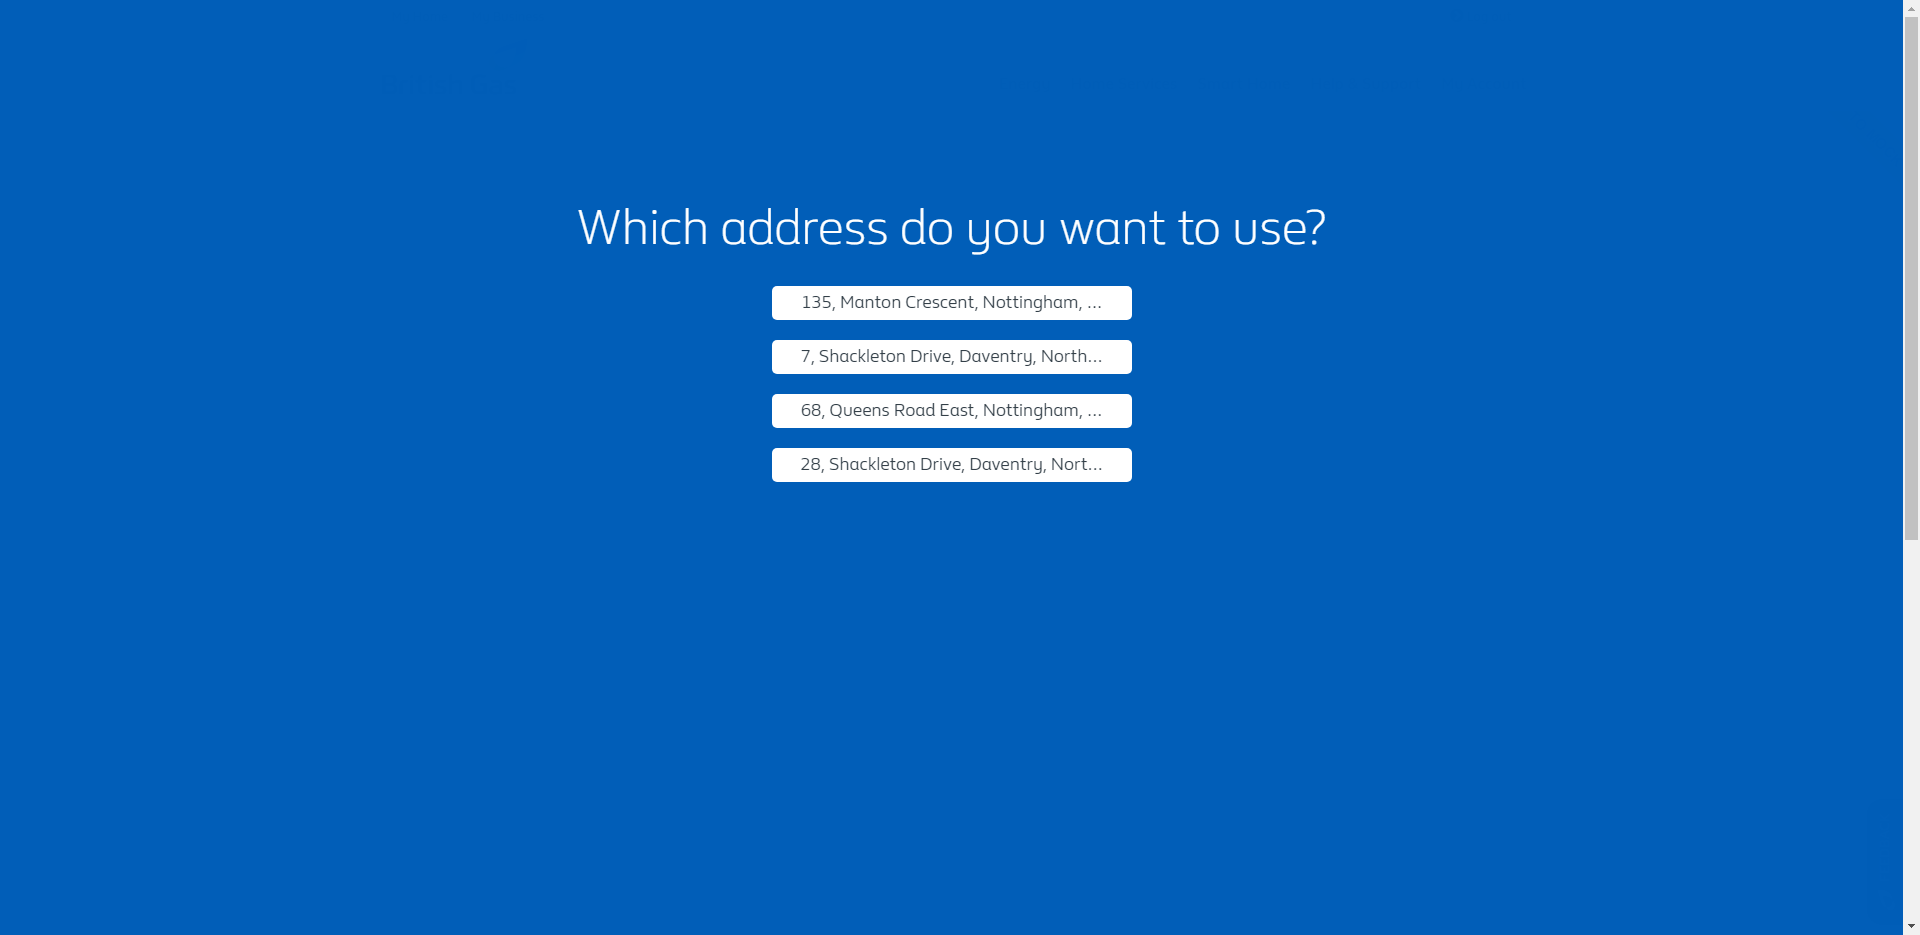 Which address do you want to use?
135, Manton Crescent, Nottingham, ...
7, Shackleton Drive, Daventry, North...
68, Queens Road East, Nottingham, ...
28, Shackleton Drive, Daventry, Nort...